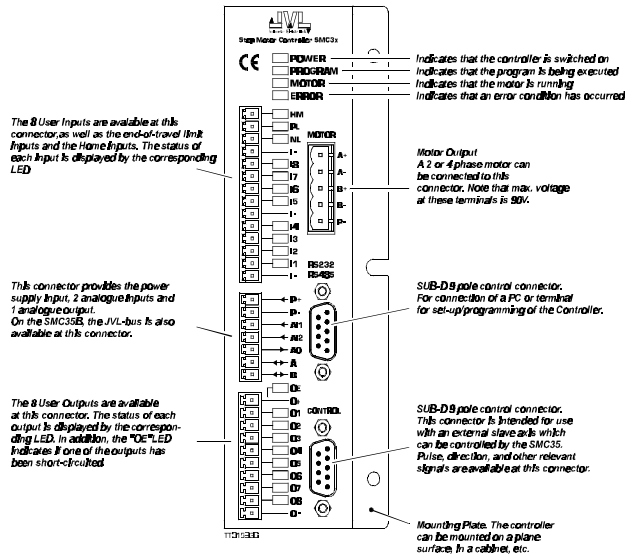 JVL
Step Motor Controller SMC3x
CE
POWER
PROGRAM
MOTOR
ERROR
Indicates that the controller is switched on
Indicates that the program is being executed
Indicates that the motor is running
Indicates that an error condition has occurred
The 8 User Inputs are available at this
connector, as well as the end-of-travel limit
inputs and the Home Inputs. The status of
each input is displayed by the corresponding
LED
HM
PL
NL
I-
I8
I7
I6
I5
I-
I4
I3
I2
I1
I-
MOTOR
A+
A-
B+
B-
P-
Motor Output
A 2 or 4 phase motor can
be connected to this
connector. Note that max. voltage
at these terminals is 90V.
RS232
RS485
This connector provides the power
supply input, 2 analogue inputs and
1 analogue output.
On the SMC35B, the JVL-bus is also
available at this connector.
P+
P-
AI1
AI2
AO
A
B
SUB-D 9 pole control connector.
For connection of a PC or terminal
for set-up/programming of the Controller.
The 8 User Outputs are available
at this connector. The status of each
output is displayed by the correspon-
ding LED. In addition, the "OE" LED
indicates if one of the outputs has
been short-circuited.
OE
O+
O1
O2
O3
O4
O5
O6
O7
O8
O-
CONTROL
SUB-D 9 pole control connector.
This connector is intended for use
with an external slave axis which
can be controlled by the SMC35.
Pulse, direction, and other relevant
signals are available at this connector.
Mounting Plate. The controller
can be mounted on a plane
surface, in a cabinet, etc.